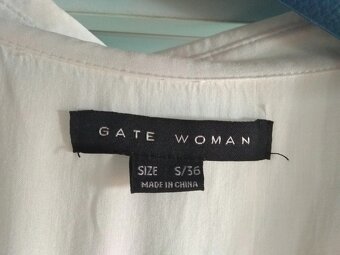 GATE WOMAN
SIZE S/36
MADE IN CHINA